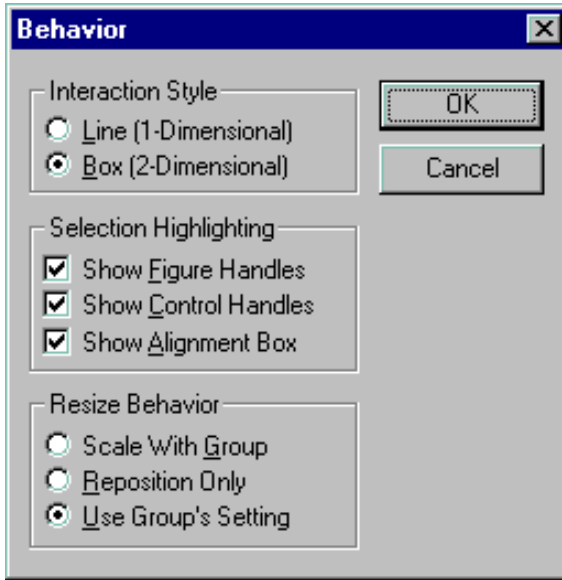 Behavior
Interaction Style
Line (1-Dimensional)
Box (2-Dimensional)
OK
Cancel
Selection Highlighting
Show Figure Handles
Show Control Handles
Show Alignment Box
Resize Behavior
Scale With Group
Reposition Only
Use Group's Setting